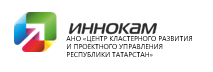 ИННОКАМ
АНО «ЦЕНТР КЛАСТЕРНОГО РАЗВИТИЯ
И ПРОЕКТНОГО УПРАВЛЕНИЯ
РЕСПУБЛИКИ ТАТАРСТАН»